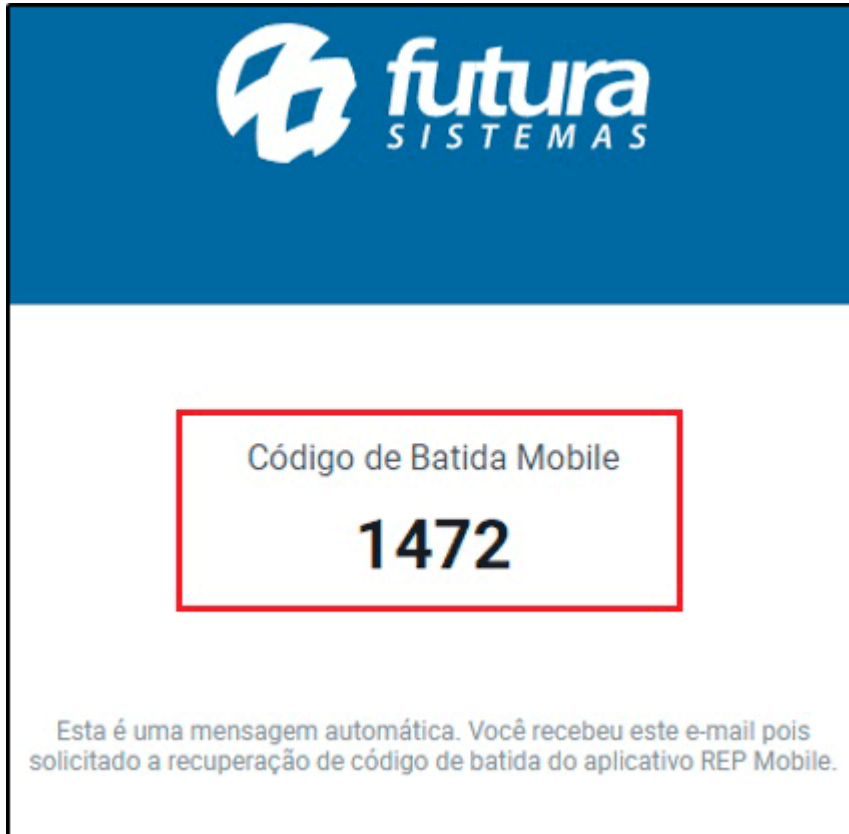 futura
SISTEMAS
Código de Batida Mobile
1472
Esta é uma mensagem automática. Você recebeu este e-mail pois
solicitado a recuperação de código de batida do aplicativo REP Mobile.